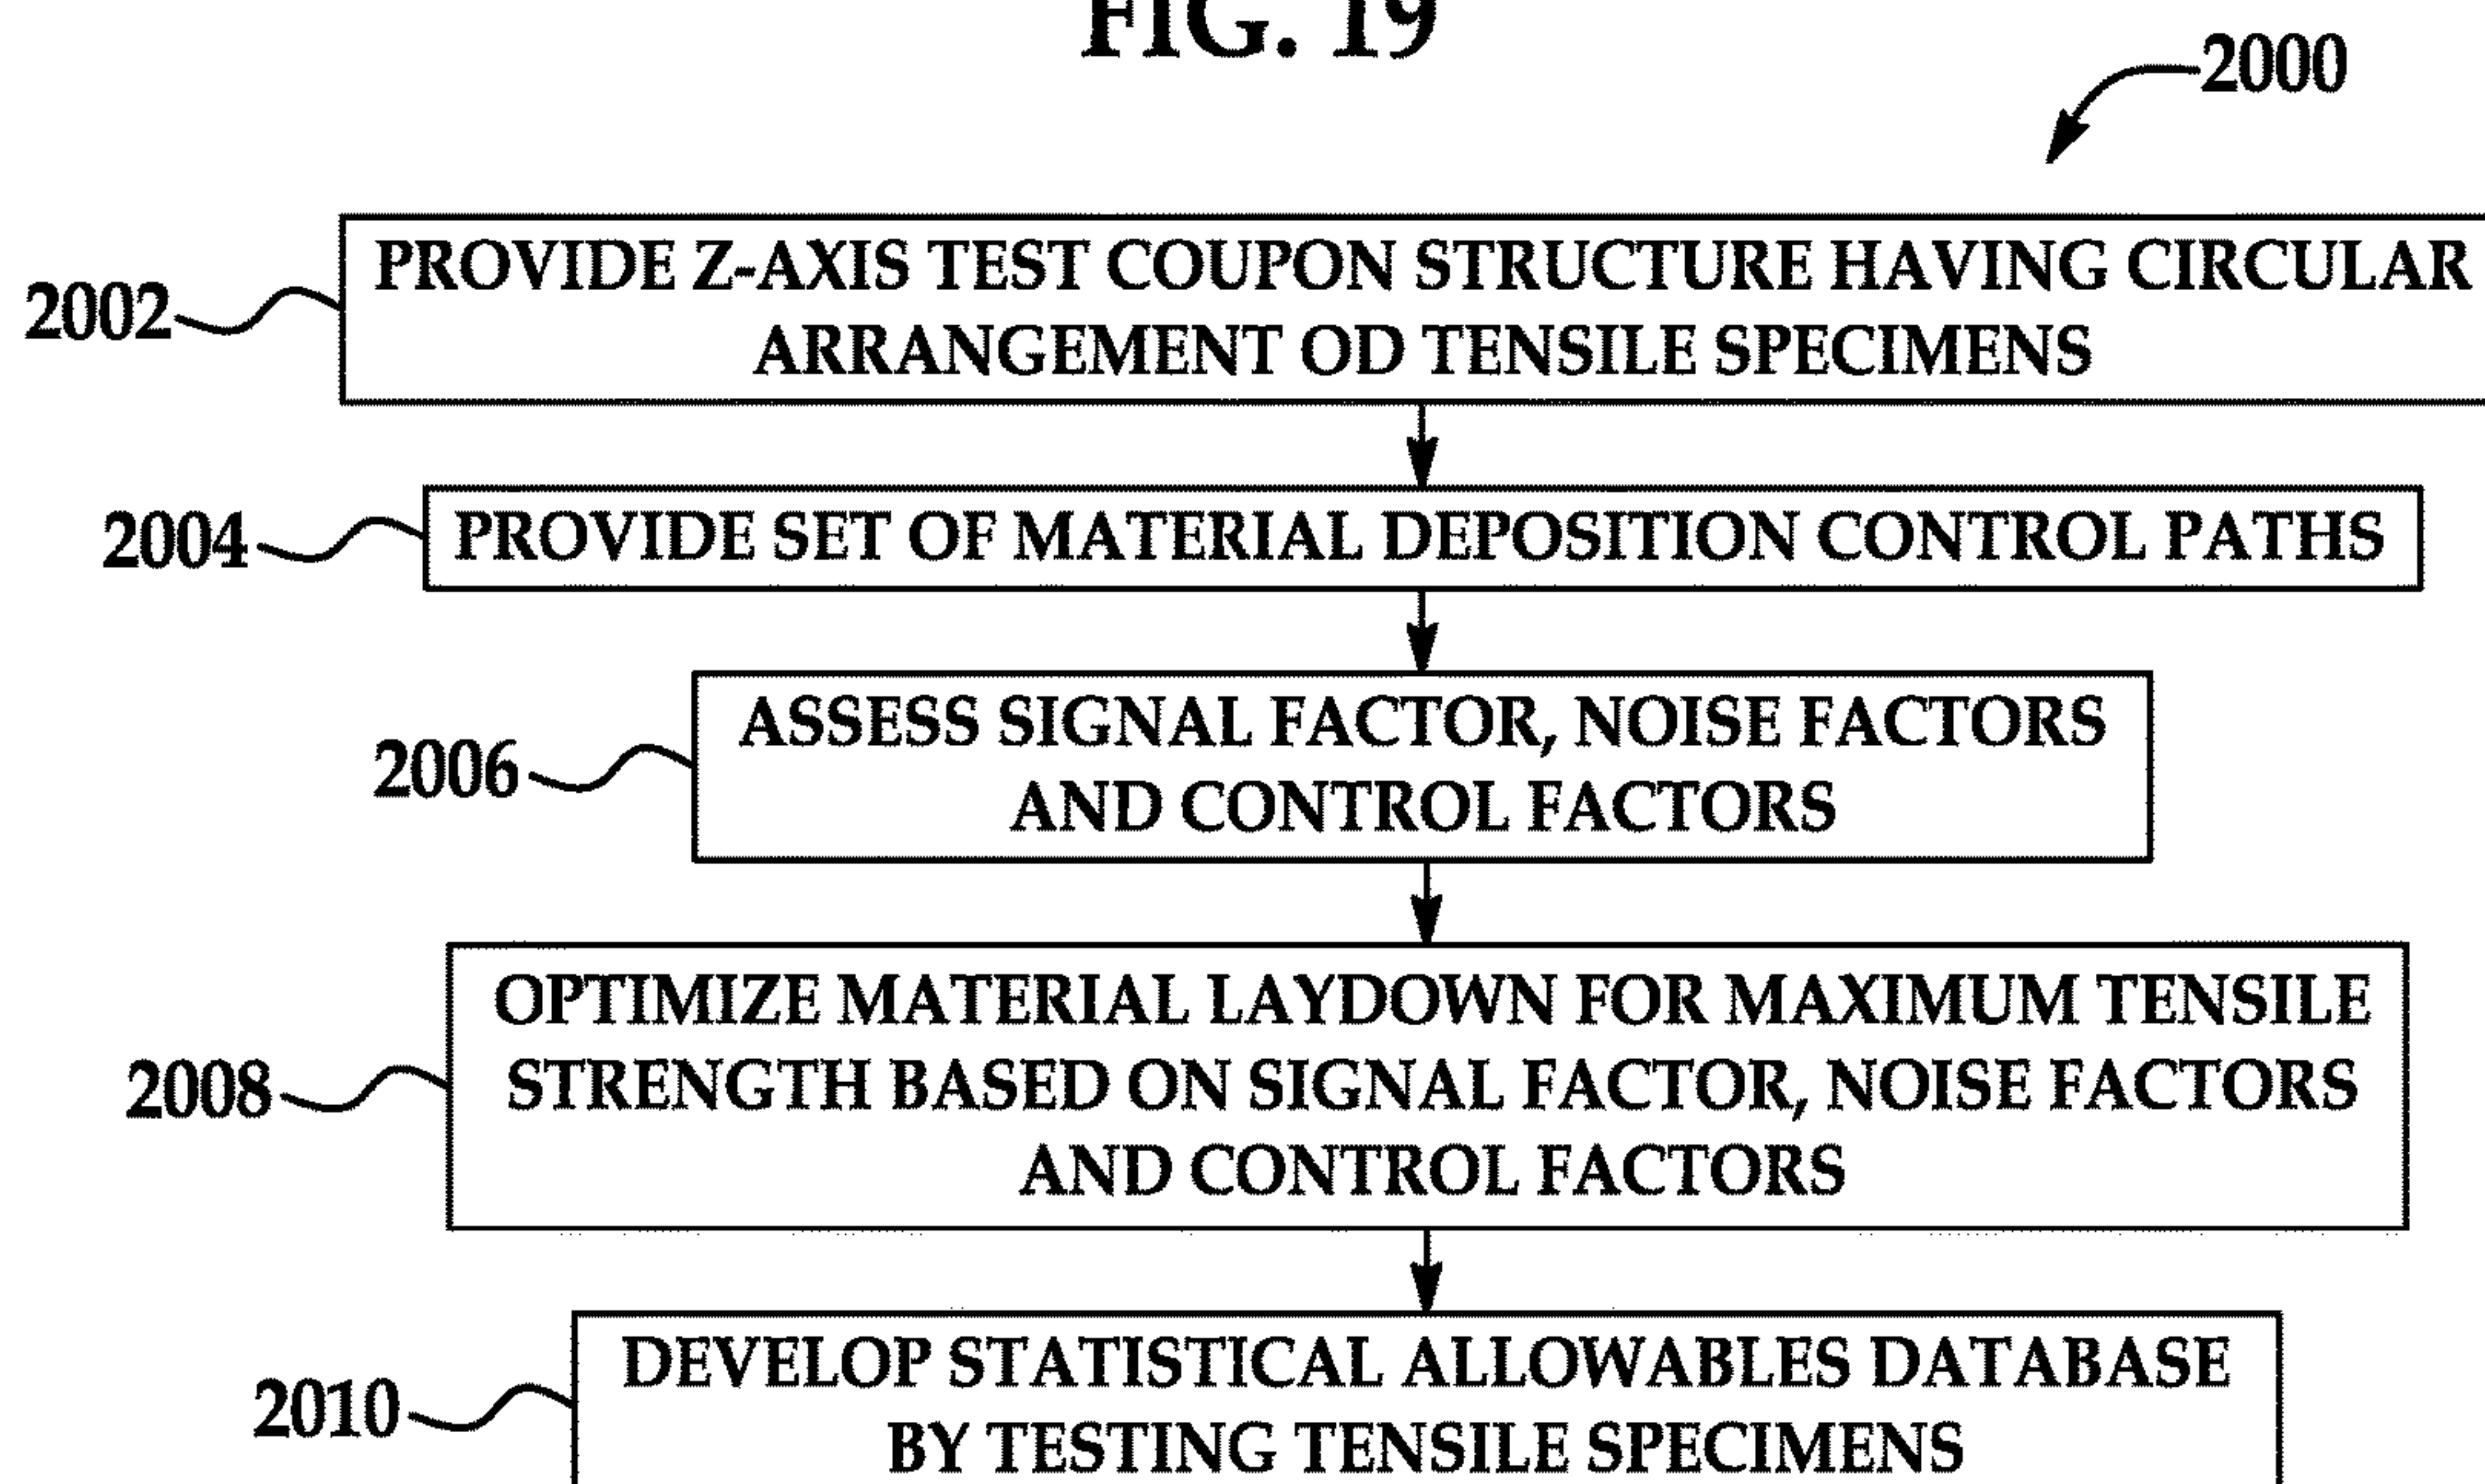 FIG. 19
2000
2002
PROVIDE Z-AXIS TEST COUPON STRUCTURE HAVING CIRCULAR
ARRANGEMENT OD TENSILE SPECIMENS
2004
PROVIDE SET OF MATERIAL DEPOSITION CONTROL PATHS
2006
ASSESS SIGNAL FACTOR, NOISE FACTORS
AND CONTROL FACTORS
2008
OPTIMIZE MATERIAL LAYDOWN FOR MAXIMUM TENSILE
STRENGTH BASED ON SIGNAL FACTOR, NOISE FACTORS
AND CONTROL FACTORS
2010
DEVELOP STATISTICAL ALLOWABLES DATABASE
BY TESTING TENSILE SPECIMENS